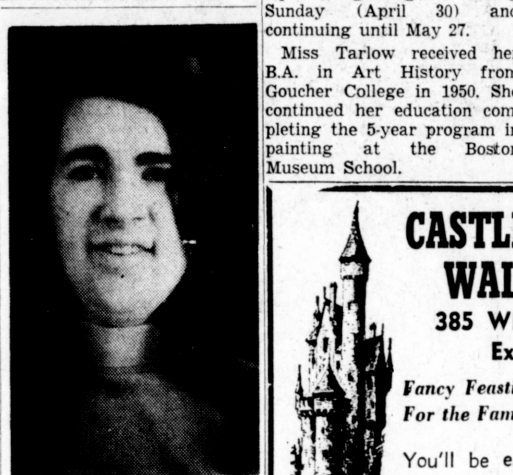 Sunday (April 30) and
continuing until May 27.
Miss Tarlow received her
B.A. in Art History from
Goucher College in 1950. She
continued her education com
pleting the 5-year program in
painting at the Boston
Museum School.
CASTL
WAL
385 W
Ex
Fancy Feast
For the Fam
You'll be e